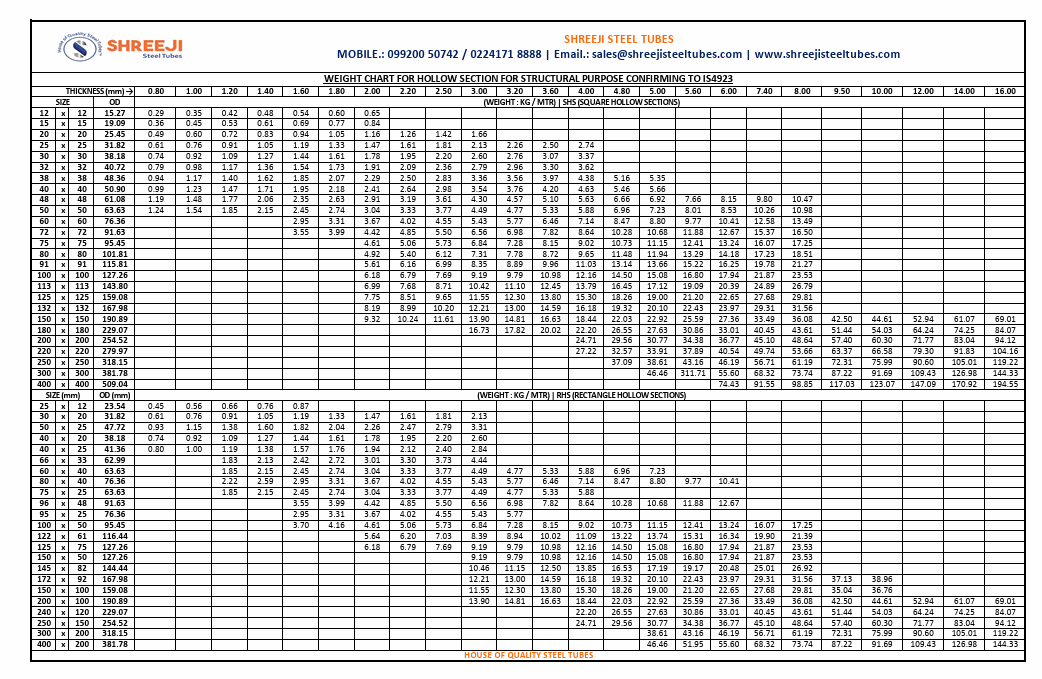 House of Quality Steel Tubes
SHREEJI
Steel Tubes
SHREEJI STEEL TUBES
MOBILE.: 099200 50742 / 0224171 8888 | Email.: sales@shreejisteeltubes.com | www.shreejisteeltubes.com
WEIGHT CHART FOR HOLLOW SECTION FOR STRUCTURAL PURPOSE CONFIRMING TO IS4923
THICKNESS (mm) → 0.80 1.00 1.20 1.40 1.60 1.80 2.00 2.20 2.50 3.00 3.20 3.60 4.00 4.80 5.00 5.60 6.00 7.40 8.00 9.50 10.00 12.00 14.00 16.00
SIZE OD (WEIGHT : KG / MTR) | SHS (SQUARE HOLLOW SECTIONS)
12 x 12 15.27 0.29 0.35 0.42 0.48 0.54 0.60 0.65
15 x 15 19.09 0.36 0.45 0.53 0.61 0.69 0.77 0.84
20 x 20 25.45 0.49 0.60 0.72 0.83 0.94 1.05 1.16 1.26 1.42 1.66
25 x 25 31.82 0.61 0.76 0.91 1.05 1.19 1.33 1.47 1.61 1.81 2.13 2.26 2.50 2.74
30 x 30 38.18 0.74 0.92 1.09 1.27 1.44 1.61 1.78 1.95 2.20 2.60 2.76 3.07 3.37
32 x 32 40.72 0.79 0.98 1.17 1.36 1.54 1.73 1.91 2.09 2.36 2.79 2.96 3.30 3.62
38 x 38 48.36 0.94 1.17 1.40 1.62 1.85 2.07 2.29 2.50 2.83 3.36 3.56 3.97 4.38 5.16 5.35
40 x 40 50.90 0.99 1.23 1.47 1.71 1.95 2.18 2.41 2.64 2.98 3.54 3.76 4.20 4.63 5.46 5.66
48 x 48 61.08 1.19 1.48 1.77 2.06 2.35 2.63 2.91 3.19 3.61 4.30 4.57 5.10 5.63 6.66 6.92 7.66 8.15 9.80 10.47
50 x 50 63.63 1.24 1.54 1.85 2.15 2.45 2.74 3.04 3.33 3.77 4.49 4.77 5.33 5.88 6.96 7.23 8.01 8.53 10.26 10.98
60 x 60 76.36 2.95 3.31 3.67 4.02 4.55 5.43 5.77 6.46 7.14 8.47 8.80 9.77 10.41 12.58 13.49
72 x 72 91.63 3.55 3.99 4.42 4.85 5.50 6.56 6.98 7.82 8.64 10.28 10.68 11.88 12.67 15.37 16.50
75 x 75 95.45 4.61 5.06 5.73 6.84 7.28 8.15 9.02 10.73 11.15 12.41 13.24 16.07 17.25
80 x 80 101.81 4.92 5.40 6.12 7.31 7.78 8.72 9.65 11.48 11.94 13.29 14.18 17.23 18.51
91 x 91 115.81 5.61 6.16 6.99 8.35 8.89 9.96 11.03 13.14 13.66 15.22 16.25 19.78 21.27
100 x 100 127.26 6.18 6.79 7.69 9.19 9.79 10.98 12.16 14.50 15.08 16.80 17.94 21.87 23.53
113 x 113 143.80 6.99 7.68 8.71 10.42 11.10 12.45 13.79 16.45 17.12 19.09 20.39 24.89 26.79
125 x 125 159.08 7.75 8.51 9.65 11.55 12.30 13.80 15.30 18.26 19.00 21.20 22.65 27.68 29.81
132 x 132 167.98 8.19 8.99 10.20 12.21 13.00 14.59 16.18 19.32 20.10 22.43 23.97 29.31 31.56
150 x 150 190.89 9.32 10.24 11.61 13.90 14.81 16.63 18.44 22.03 22.92 25.59 27.36 33.49 36.08 42.50 44.61 52.94 61.07 69.01
180 x 180 229.07 16.73 17.82 20.02 22.20 26.55 27.63 30.86 33.01 40.45 43.61 51.44 54.03 64.24 74.25 84.07
200 x 200 254.52 24.71 29.56 30.77 34.38 36.77 45.10 48.64 57.40 60.30 71.77 83.04 94.12
220 x 220 279.97 27.22 32.57 33.91 37.89 40.54 49.74 53.66 63.37 66.58 79.30 91.83 104.16
250 x 250 318.15 37.09 38.61 43.16 46.19 56.71 61.19 72.31 75.99 90.60 105.01 119.22
300 x 300 381.78 46.46 311.71 55.60 68.32 73.74 87.22 91.69 109.43 126.98 144.33
400 x 400 509.04 74.43 91.55 98.85 117.03 123.07 147.09 170.92 194.55
SIZE (mm) OD (mm) (WEIGHT : KG / MTR) | RHS (RECTANGLE HOLLOW SECTIONS)
25 x 12 23.54 0.45 0.56 0.66 0.76 0.87
30 x 20 31.82 0.61 0.76 0.91 1.05 1.19 1.33 1.47 1.61 1.81 2.13
50 x 25 47.72 0.93 1.15 1.38 1.60 1.82 2.04 2.26 2.47 2.79 3.31
40 x 20 38.18 0.74 0.92 1.09 1.27 1.44 1.61 1.78 1.95 2.20 2.60
40 x 25 41.36 0.80 1.00 1.19 1.38 1.57 1.76 1.94 2.12 2.40 2.84
66 x 33 62.99 1.83 2.13 2.42 2.72 3.01 3.30 3.73 4.44
60 x 40 63.63 1.85 2.15 2.45 2.74 3.04 3.33 3.77 4.49 4.77 5.33 5.88 6.96 7.23
80 x 40 76.36 2.22 2.59 2.95 3.31 3.67 4.02 4.55 5.43 5.77 6.46 7.14 8.47 8.80 9.77 10.41
75 x 25 63.63 1.85 2.15 2.45 2.74 3.04 3.33 3.77 4.49 4.77 5.33 5.88
96 x 48 91.63 3.55 3.99 4.42 4.85 5.50 6.56 6.98 7.82 8.64 10.28 10.68 11.88 12.67
95 x 25 76.36 2.95 3.31 3.67 4.02 4.55 5.43 5.77
100 x 50 95.45 3.70 4.16 4.61 5.06 5.73 6.84 7.28 8.15 9.02 10.73 11.15 12.41 13.24 16.07 17.25
122 x 61 116.44 5.64 6.20 7.03 8.39 8.94 10.02 11.09 13.22 13.74 15.31 16.34 19.90 21.39
125 x 75 127.26 6.18 6.79 7.69 9.19 9.79 10.98 12.16 14.50 15.08 16.80 17.94 21.87 23.53
150 x 50 127.26 9.19 9.79 10.98 12.16 14.50 15.08 16.80 17.94 21.87 23.53
145 x 82 144.44 10.46 11.15 12.50 13.85 16.53 17.19 19.17 20.48 25.01 26.92
172 x 92 167.98 12.21 13.00 14.59 16.18 19.32 20.10 22.43 23.97 29.31 31.56 37.13 38.96
150 x 100 159.08 11.55 12.30 13.80 15.30 18.26 19.00 21.20 22.65 27.68 29.81 35.04 36.76
200 x 100 190.89 13.90 14.81 16.63 18.44 22.03 22.92 25.59 27.36 33.49 36.08 42.50 44.61 52.94 61.07 69.01
240 x 120 229.07 22.20 26.55 27.63 30.86 33.01 40.45 43.61 51.44 54.03 64.24 74.25 84.07
250 x 150 254.52 24.71 29.56 30.77 34.38 36.77 45.10 48.64 57.40 60.30 71.77 83.04 94.12
300 x 200 318.15 38.61 43.16 46.19 56.71 61.19 72.31 75.99 90.60 105.01 119.22
400 x 200 381.78 46.46 51.95 55.60 68.32 73.74 87.22 91.69 109.43 126.98 144.33
HOUSE OF QUALITY STEEL TUBES